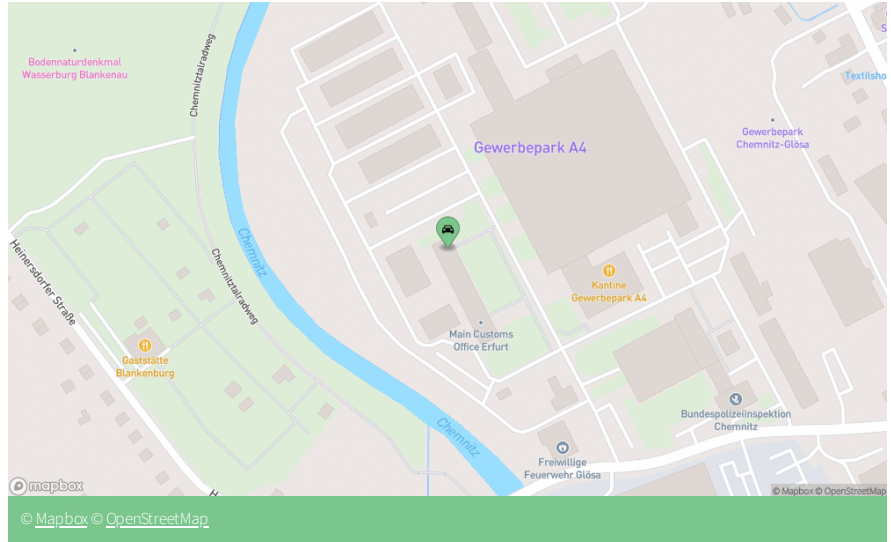 Bodennaturdenkmal
Wasserburg Blankenau
Chemnitztalradweg
Gewerbepark A4
Textilsho
Gewerbepark
Chemnitz-Glösa
Chemnitz
Heinersdorfer Straße
Chemnitztalradweg
Kantine
Gewerbepark A4
Main Customs
Office Erfurt
Gaststätte
Blankenburg
Bundespolizeiinspektion
Chemnitz
Chemnitz
Freiwillige
Feuerwehr Glösa
mapbox
© Mapbox © OpenStreetMap
© Mapbox © OpenStreetMap